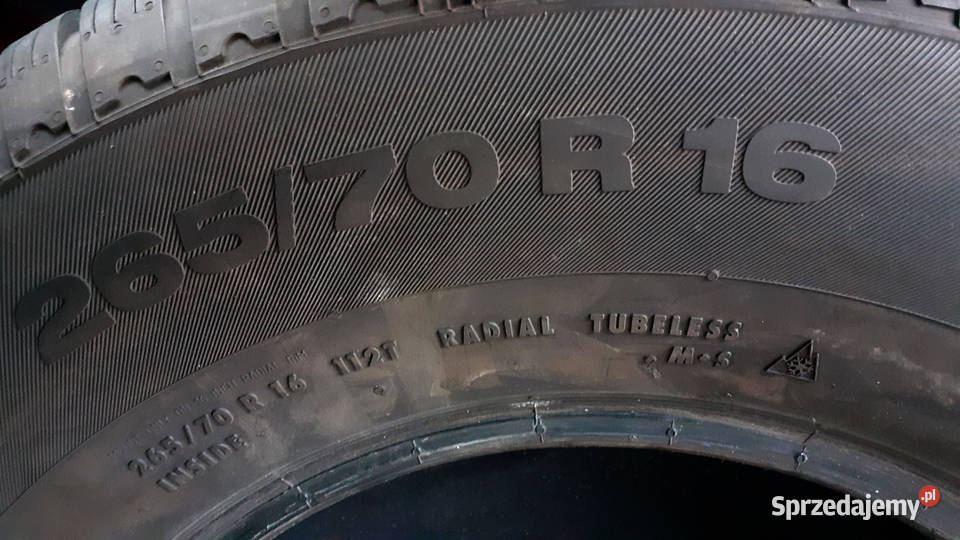 265/70 R 16
RADIAL TUBELESS
M+S
265/70 R 16 112T
INSIDE
Sprzedajemy.pl